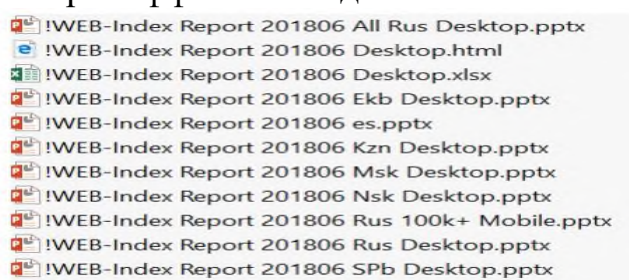 !WEB-Index Report 201806 All Rus Desktop.pptx
!WEB-Index Report 201806 Desktop.html
!WEB-Index Report 201806 Desktop.xlsx
!WEB-Index Report 201806 Ekb Desktop.pptx
!WEB-Index Report 201806 es.pptx
!WEB-Index Report 201806 Kzn Desktop.pptx
!WEB-Index Report 201806 Msk Desktop.pptx
!WEB-Index Report 201806 Nsk Desktop.pptx
!WEB-Index Report 201806 Rus 100k+ Mobile.pptx
!WEB-Index Report 201806 Rus Desktop.pptx
!WEB-Index Report 201806 SPb Desktop.pptx